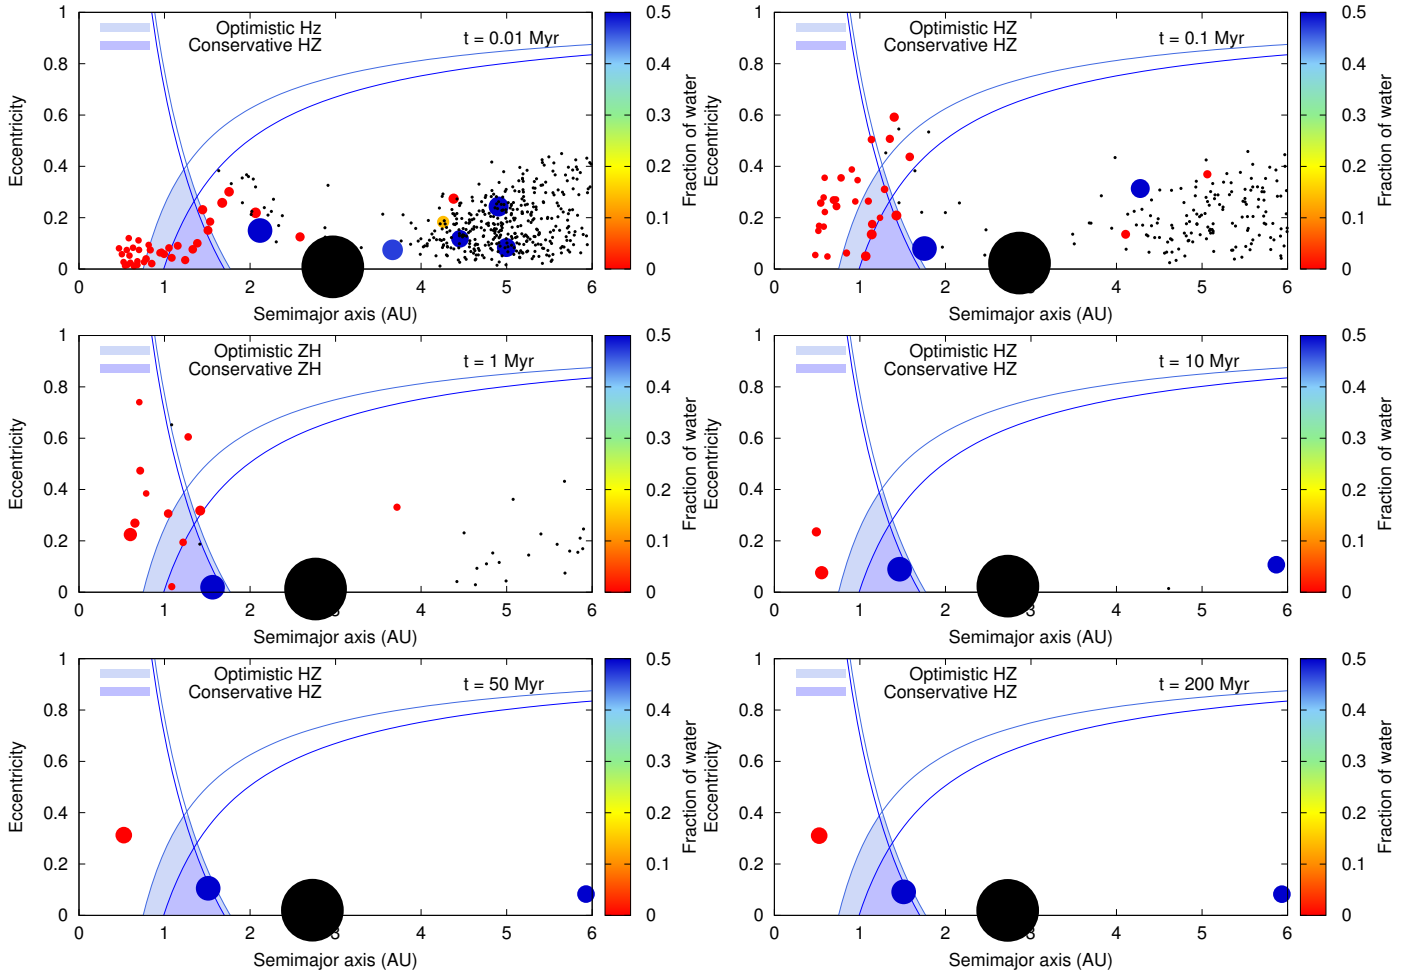 1
0.8
0.6
0.4
0.2
0
0 1 2 3 4 5 6
Eccentricity
Semimajor axis (AU)
Optimistic Hz
Conservative HZ
t = 0.01 Myr
0.5
0.4
0.3
0.2
0.1
0
Fraction of water
1
0.8
0.6
0.4
0.2
0
0 1 2 3 4 5 6
Eccentricity
Semimajor axis (AU)
Optimistic HZ
Conservative HZ
t = 0.1 Myr
0.5
0.4
0.3
0.2
0.1
0
Fraction of water
1
0.8
0.6
0.4
0.2
0
0 1 2 3 4 5 6
Eccentricity
Semimajor axis (AU)
Optimistic ZH
Conservative ZH
t = 1 Myr
0.5
0.4
0.3
0.2
0.1
0
Fraction of water
1
0.8
0.6
0.4
0.2
0
0 1 2 3 4 5 6
Eccentricity
Semimajor axis (AU)
Optimistic HZ
Conservative HZ
t = 10 Myr
0.5
0.4
0.3
0.2
0.1
0
Fraction of water
1
0.8
0.6
0.4
0.2
0
0 1 2 3 4 5 6
Eccentricity
Semimajor axis (AU)
Optimistic HZ
Conservative HZ
t = 50 Myr
0.5
0.4
0.3
0.2
0.1
0
Fraction of water
1
0.8
0.6
0.4
0.2
0
0 1 2 3 4 5 6
Eccentricity
Semimajor axis (AU)
Optimistic HZ
Conservative HZ
t = 200 Myr
0.5
0.4
0.3
0.2
0.1
0
Fraction of water